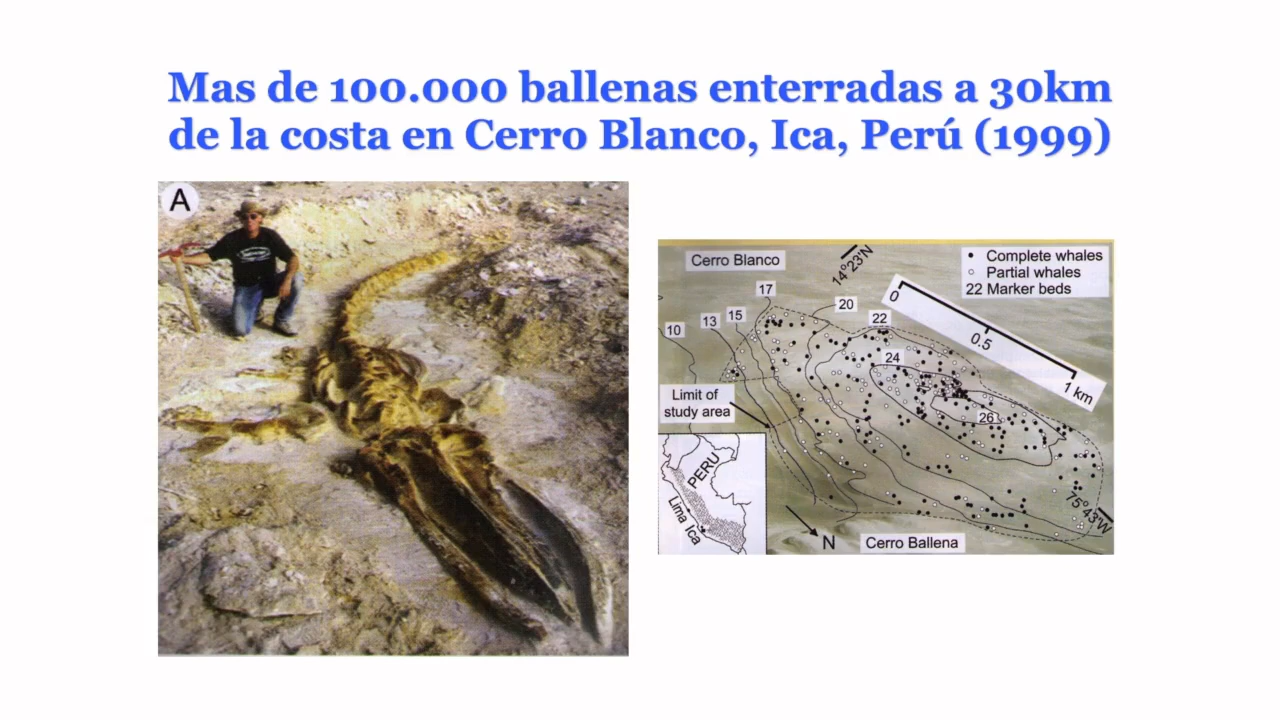 Mas de 100.000 ballenas enterradas a 30km
de la costa en Cerro Blanco, Ica, Perú (1999)
A
Cerro Blanco
14°23'N
Complete whales
Partial whales
22 Marker beds
0
0.5
1 km
17
20
22
15
13
10
24
26
Limit of
study area
PERU
Lima
Ica
75°43'W
N
Cerro Ballena